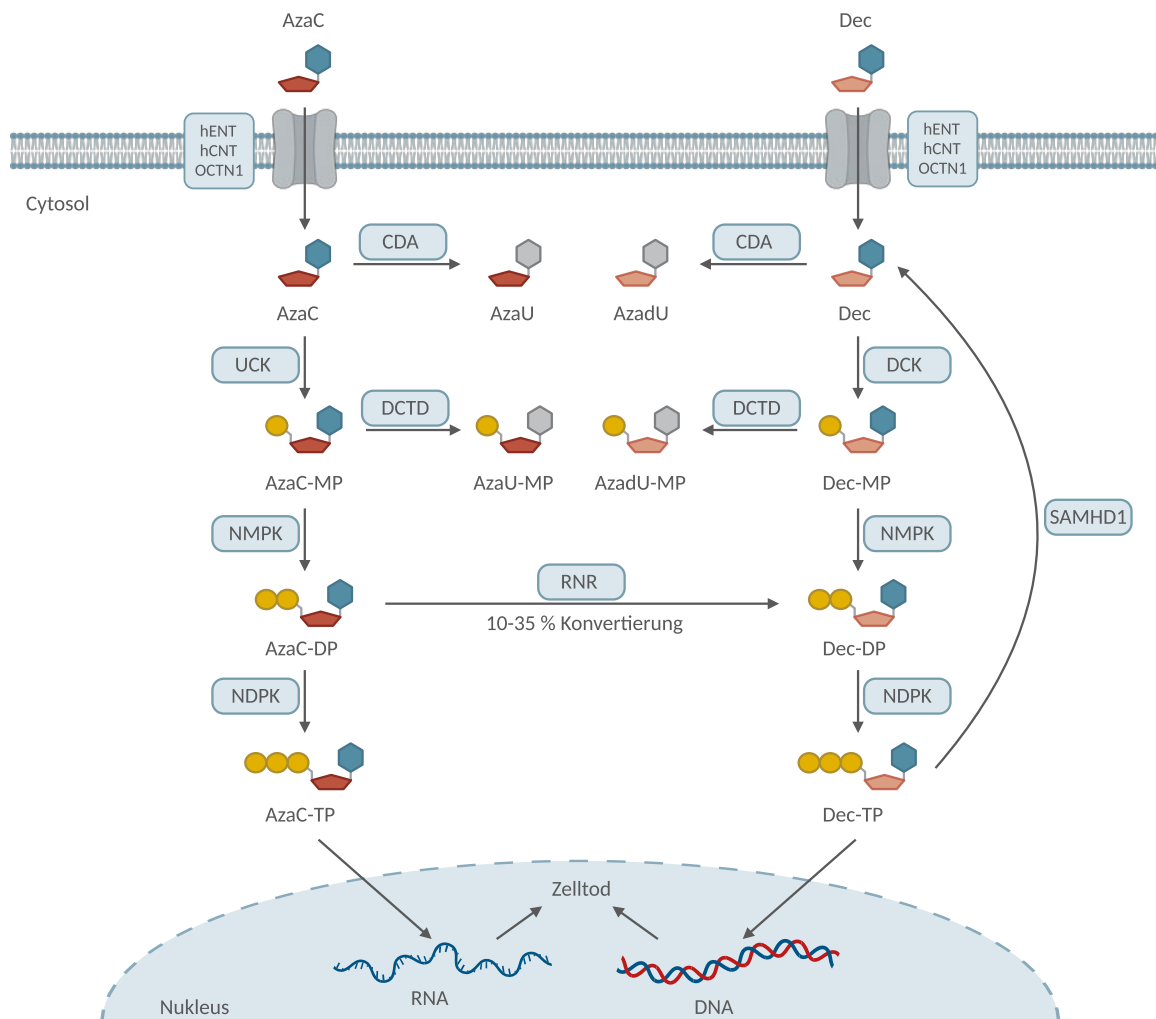 AzaC
Dec
hENT
hCNT
OCTN1
hENT
hCNT
OCTN1
Cytosol
CDA
CDA
AzaC
AzaU
AzadU
Dec
UCK
DCK
DCTD
DCTD
AzaC-MP
AzaU-MP
AzadU-MP
Dec-MP
NMPK
NMPK
SAMHD1
RNR
10-35 % Konvertierung
AzaC-DP
Dec-DP
NDPK
NDPK
AzaC-TP
Dec-TP
Zelltod
RNA
DNA
Nukleus